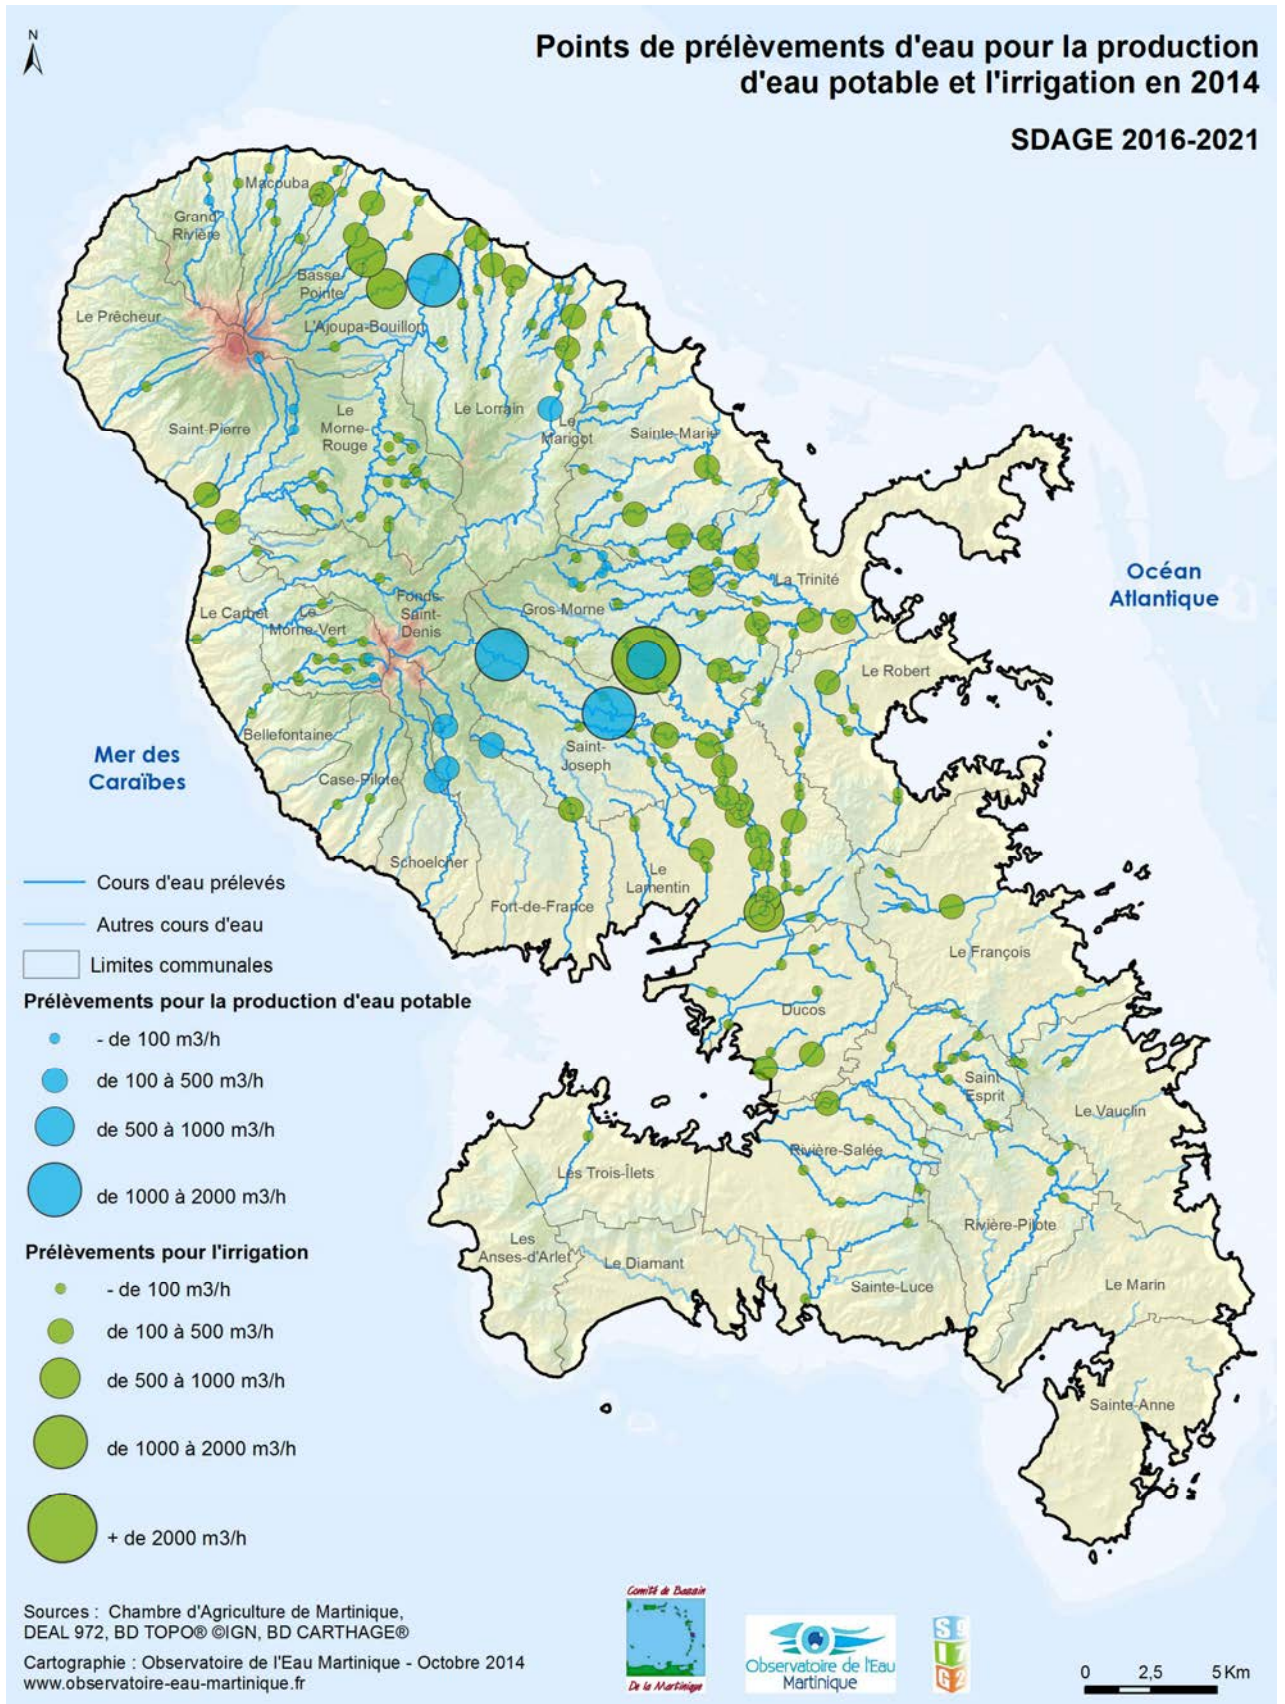 N
Points de prélèvements d'eau pour la production
d'eau potable et l'irrigation en 2014
SDAGE 2016-2021
Macouba
Grand
Rivière
Basse
Pointe
Le Prêcheur
L'Ajoupa-Bouillon
Le Lorrain
Le
Morne-
Rouge
Saint-Pierre
Le
Marigot
Sainte-Marie
La Trinité
Océan
Atlantique
Le Carbet
Le
Morne-Vert
Fonds-
Saint-
Denis
Gros-Morne
Le Robert
Bellefontaine
Mer des
Caraïbes
Case-Pilote
Saint-
Joseph
Schoelcher
Le
Lamentin
Fort-de-France
Le François
Ducos
Saint
Esprit
Le Vauclin
Rivière-Salée
Les Trois-Îlets
Rivière-Pilote
Les
Anses-d'Arlet
Le Diamant
Sainte-Luce
Le Marin
Sainte-Anne
Cours d'eau prélevés
Autres cours d'eau
Limites communales
Prélèvements pour la production d'eau potable
- de 100 m3/h
de 100 à 500 m3/h
de 500 à 1000 m3/h
de 1000 à 2000 m3/h
Prélèvements pour l'irrigation
- de 100 m3/h
de 100 à 500 m3/h
de 500 à 1000 m3/h
de 1000 à 2000 m3/h
+ de 2000 m3/h
Sources : Chambre d'Agriculture de Martinique,
DEAL 972, BD TOPO® ©IGN, BD CARTHAGE®
Cartographie : Observatoire de l'Eau Martinique - Octobre 2014
www.observatoire-eau-martinique.fr
Comité de Bassin
De la Martinique
Observatoire de l'Eau
Martinique
S 9
I 7
G 2
0 2,5 5 Km